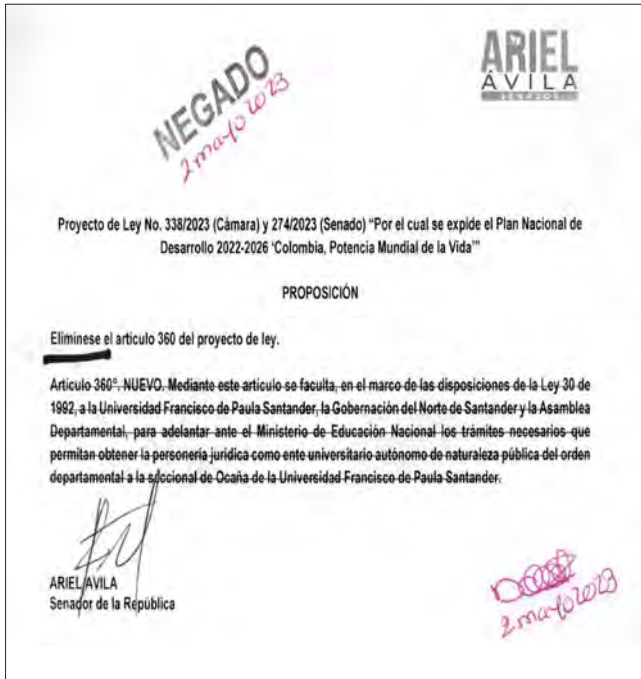 ARIEL
ÁVILA
SENADOR
NEGADO
2 mayo 2023
Proyecto de Ley No. 338/2023 (Cámara) y 274/2023 (Senado) “Por el cual se expide el Plan Nacional de
Desarrollo 2022-2026 ‘Colombia, Potencia Mundial de la Vida’”
PROPOSICIÓN
Elimínese el artículo 360 del proyecto de ley.
Artículo 360°. NUEVO. Mediante este artículo se faculta, en el marco de las disposiciones de la Ley 30 de
1992, a la Universidad Francisco de Paula Santander, la Gobernación del Norte de Santander y la Asamblea
Departamental, para adelantar ante el Ministerio de Educación Nacional los trámites necesarios que
permitan obtener la personería jurídica como ente universitario autónomo de naturaleza pública del orden
departamental a la seccional de Ocaña de la Universidad Francisco de Paula Santander.
ARIEL AVILA
Senador de la República
2 mayo 2023